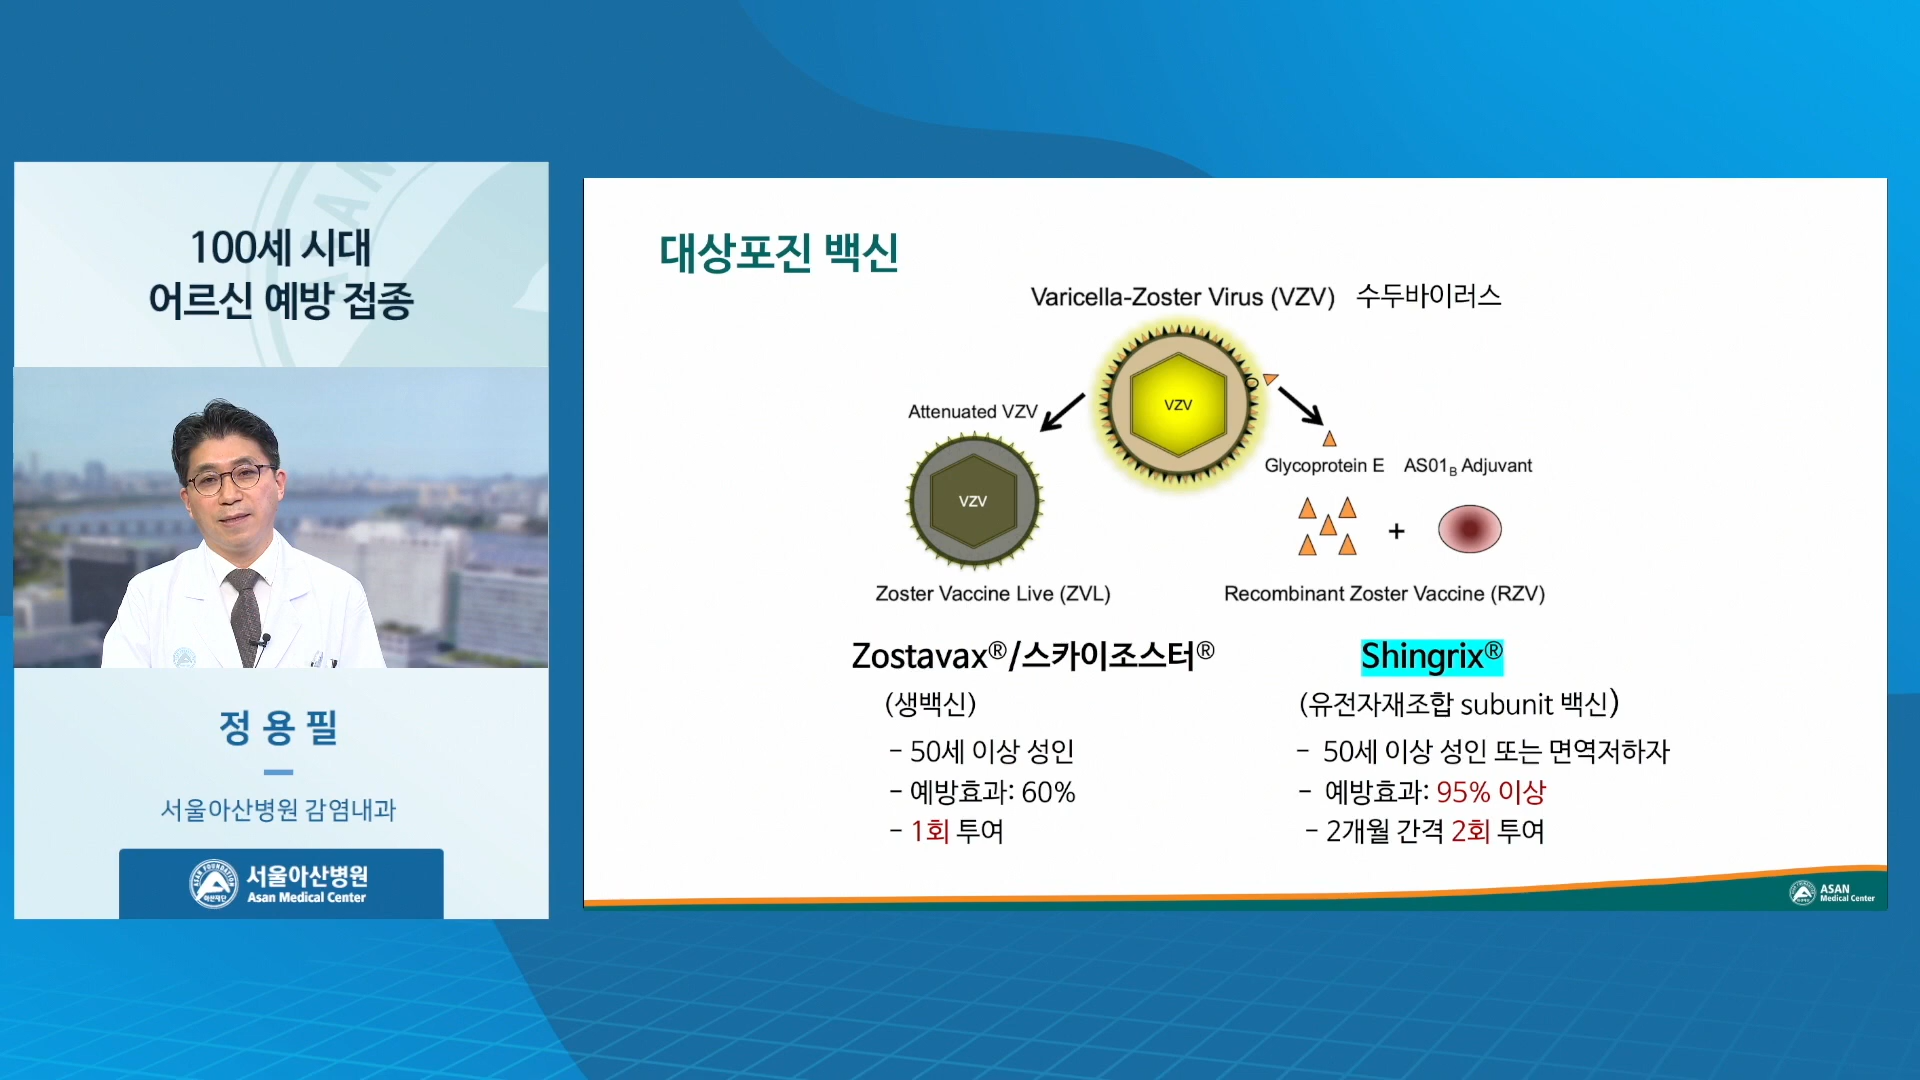 100세 시대
어르신 예방 접종
정 용 필
서울아산병원 감염내과
서울아산병원
Asan Medical Center
대상포진 백신
Varicella-Zoster Virus (VZV) 수두바이러스
VZV
Attenuated VZV
VZV
Glycoprotein E
AS01B Adjuvant
+
Zoster Vaccine Live (ZVL)
Recombinant Zoster Vaccine (RZV)
Zostavax®/스카이조스터®
(생백신)
- 50세 이상 성인
- 예방효과: 60%
- 1회 투여
Shingrix®
(유전자재조합 subunit 백신)
- 50세 이상 성인 또는 면역저하자
- 예방효과: 95% 이상
- 2개월 간격 2회 투여
ASAN
Medical Center